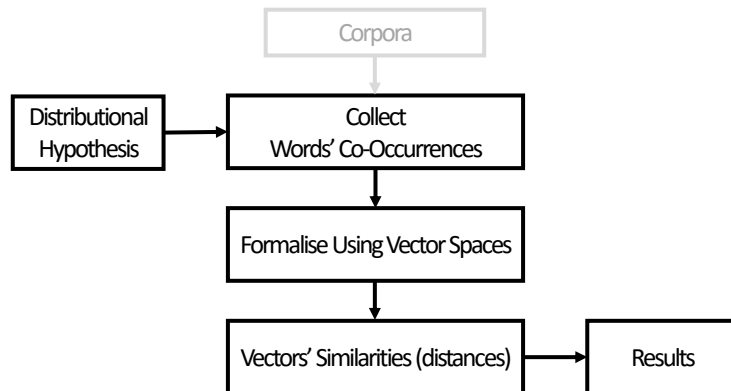 Corpora
Distributional
Hypothesis
Collect
Words' Co-Occurrences
Formalise Using Vector Spaces
Vectors' Similarities (distances)
Results